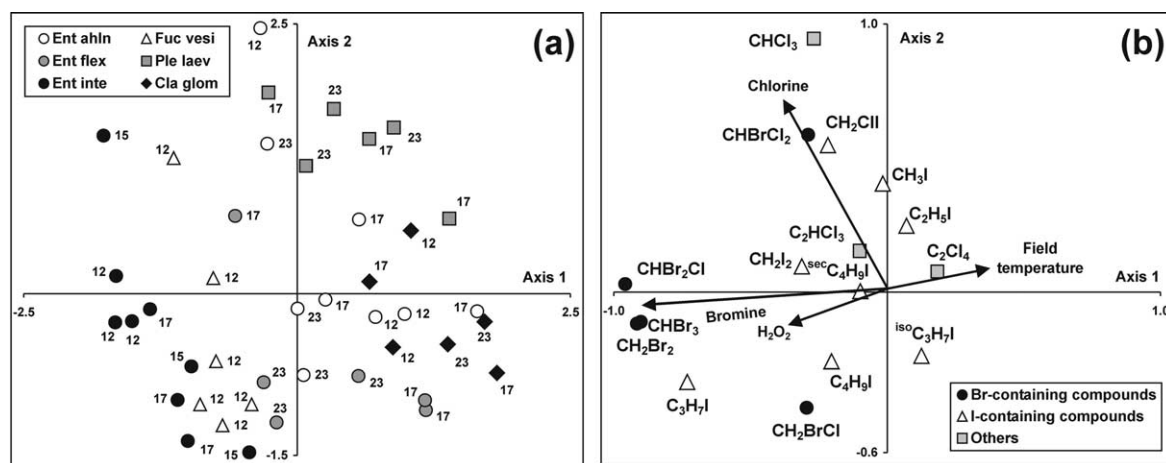 2.5
Axis 2
(a)
Ent ahln
Fuc vesi
Ent flex
Ple laev
Ent inte
Cla glom
12
17
23
23
17
23
15
12
23
17
17
12
17
12
12
Axis 1
-2.5
2.5
12
12
17
23
17
12
12
23
15
12
12
23
17
12
12
23
23
17
23
12
17
17
17
15
-1.5
1.0
Axis 2
(b)
CHCl3
Chlorine
CHBrCl2
CH2ClI
CH3I
C2H5I
C2HCl3
CH2I2
secC4H9I
C2Cl4
Field
temperature
CHBr2Cl
Axis 1
-1.0
1.0
Bromine
CHBr3
CH2Br2
H2O2
isoC3H7I
C4H9I
C3H7I
CH2BrCl
Br-containing compounds
I-containing compounds
Others
-0.6